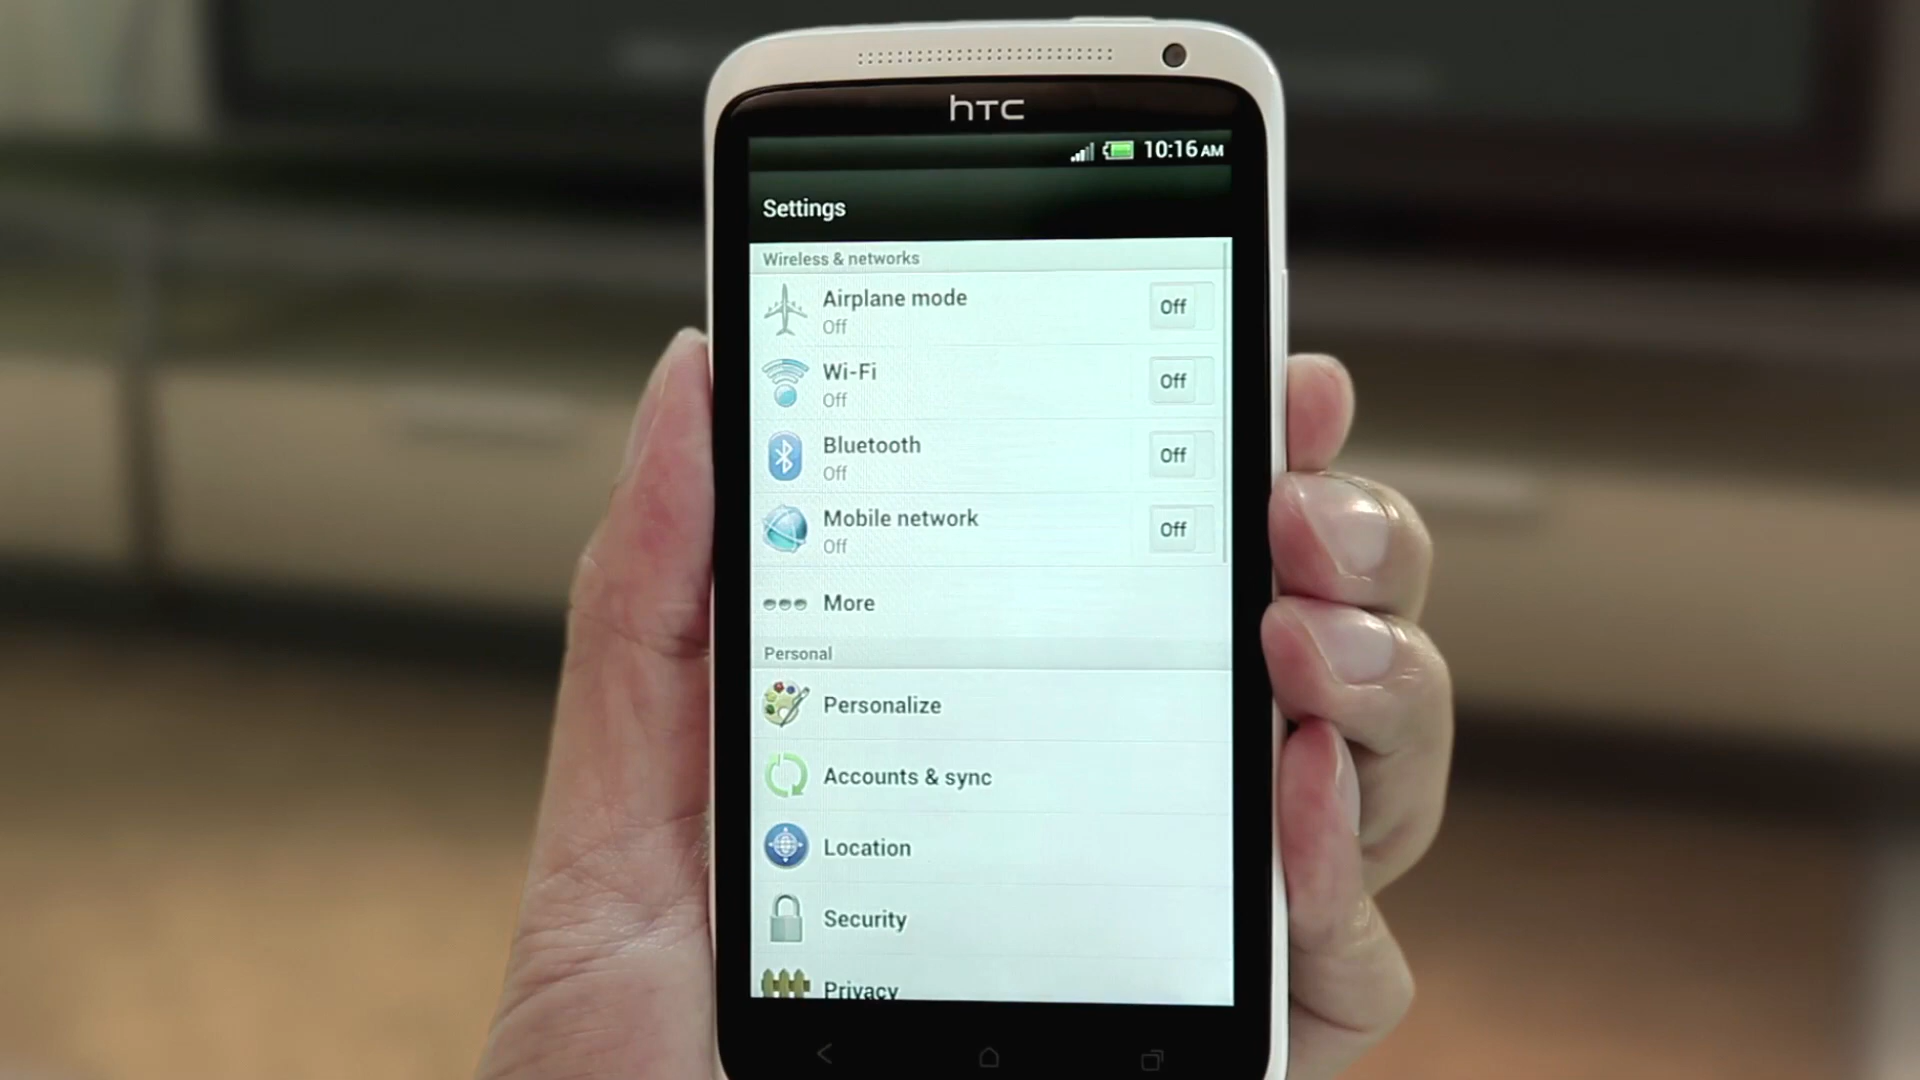 hTC
10:16 AM
Settings
Wireless & networks
Airplane mode
Off
Off
Wi-Fi
Off
Off
Bluetooth
Off
Off
Mobile network
Off
Off
More
Personal
Personalize
Accounts & sync
Location
Security
Privacy